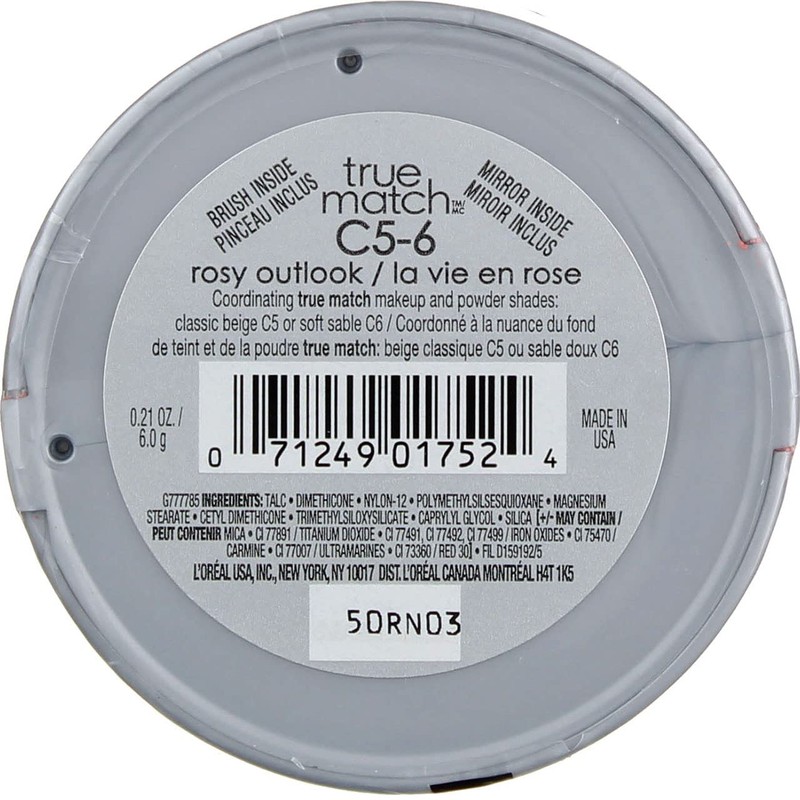 BRUSH INSIDE
PINCEAU INCLUS
true
match™/MC
MIRROR INSIDE
MIROIR INCLUS
C5-6
rosy outlook / la vie en rose
Coordinating true match makeup and powder shades:
classic beige C5 or soft sable C6 / Coordonné à la nuance du fond
de teint et de la poudre true match: beige classique C5 ou sable doux C6
0.21 OZ. /
6.0 g
0 71249 01752 4
MADE IN
USA
G777785 INGREDIENTS: TALC • DIMETHICONE • NYLON-12 • POLYMETHYLSILSESQUIOXANE • MAGNESIUM
STEARATE • CETYL DIMETHICONE • TRIMETHYLSILOXYSILICATE • CAPRYLYL GLYCOL • SILICA [+/- MAY CONTAIN /
PEUT CONTENIR MICA • CI 77891 / TITANIUM DIOXIDE • CI 77491, CI 77492, CI 77499 / IRON OXIDES • CI 75470 /
CARMINE • CI 77007 / ULTRAMARINES • CI 73360 / RED 30] • FIL D159192/5
L'ORÉAL USA, INC., NEW YORK, NY 10017 DIST. L'ORÉAL CANADA MONTRÉAL H4T 1K5
50RN03